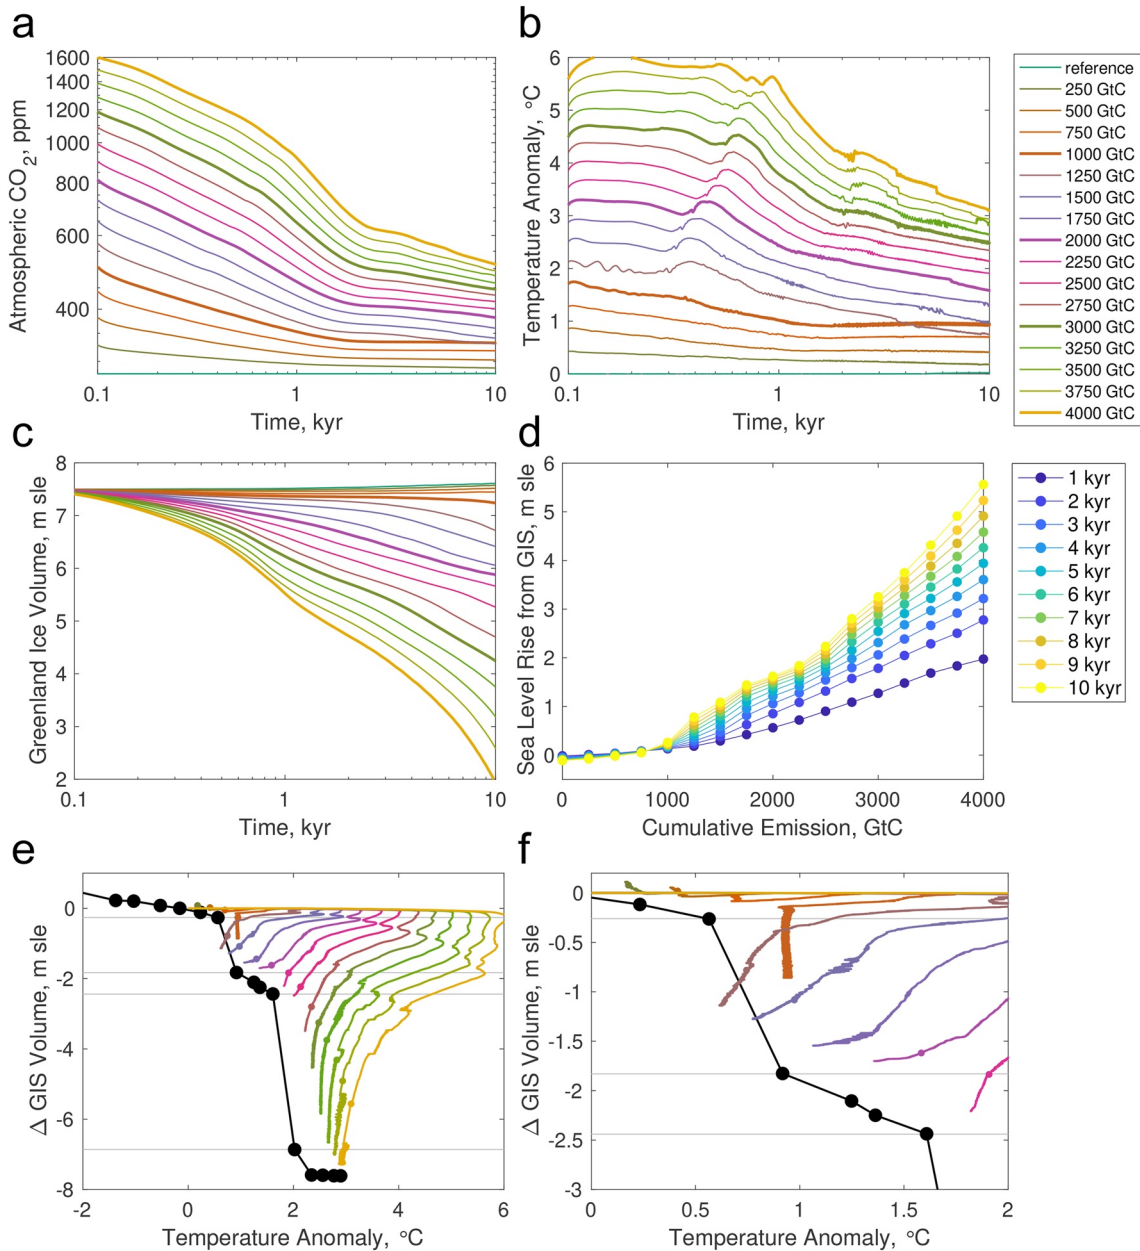 a
1600
1400
1200
1000
800
600
400
Atmospheric CO2, ppm
0.1
1
10
Time, kyr
b
6
5
4
3
2
1
0
Temperature Anomaly, °C
0.1
1
10
Time, kyr
reference
250 GtC
500 GtC
750 GtC
1000 GtC
1250 GtC
1500 GtC
1750 GtC
2000 GtC
2250 GtC
2500 GtC
2750 GtC
3000 GtC
3250 GtC
3500 GtC
3750 GtC
4000 GtC
c
8
7
6
5
4
3
2
Greenland Ice Volume, m sle
0.1
1
10
Time, kyr
d
6
5
4
3
2
1
0
Sea Level Rise from GIS, m sle
0
1000
2000
3000
4000
Cumulative Emission, GtC
1 kyr
2 kyr
3 kyr
4 kyr
5 kyr
6 kyr
7 kyr
8 kyr
9 kyr
10 kyr
e
0
-2
-4
-6
-8
Δ GIS Volume, m sle
-2
0
2
4
6
Temperature Anomaly, °C
f
0
-0.5
-1
-1.5
-2
-2.5
-3
Δ GIS Volume, m sle
0
0.5
1
1.5
2
Temperature Anomaly, °C